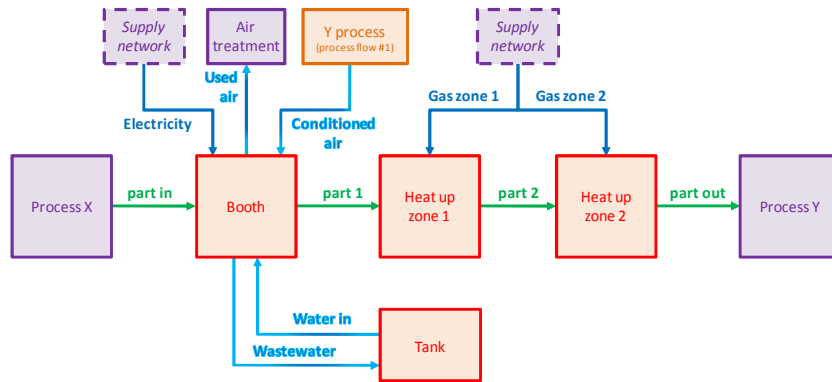 Supply
network
Air
treatment
Y process
(process flow #1)
Supply
network
Used
air
Electricity
Conditioned
air
Gas zone 1
Gas zone 2
Process X
part in
Booth
part 1
Heat up
zone 1
part 2
Heat up
zone 2
part out
Process Y
Water in
Wastewater
Tank